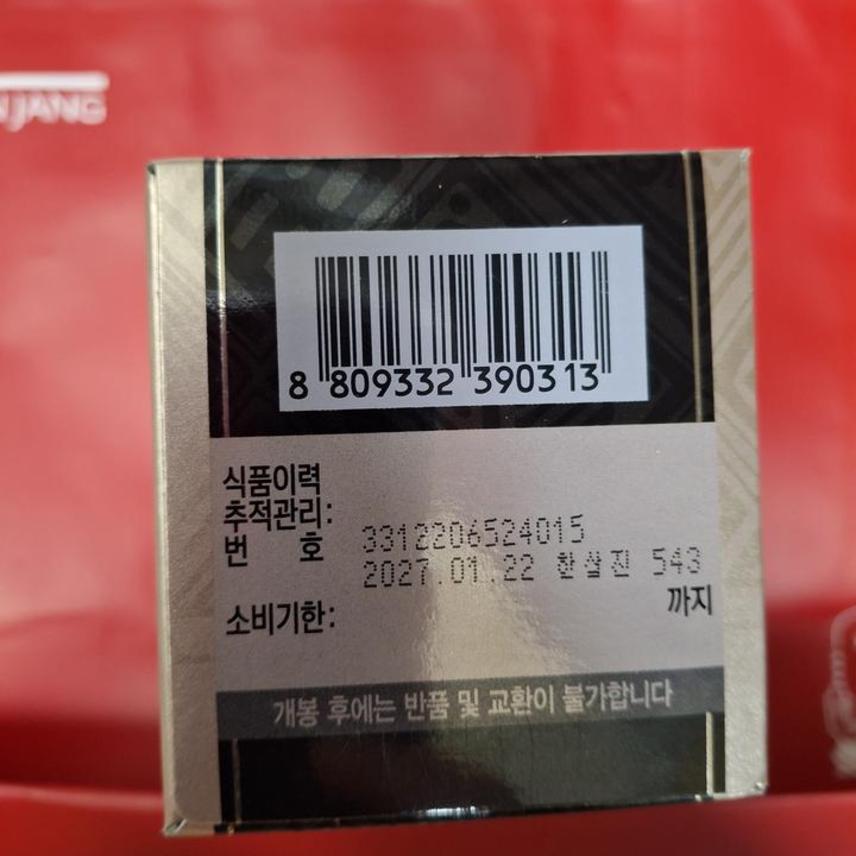 JANG
8 809332 390313
식품이력
추적관리:
번 호 3312206524015
2027.01.22 한삼진 543
소비기한: 까지
개봉 후에는 반품 및 교환이 불가합니다